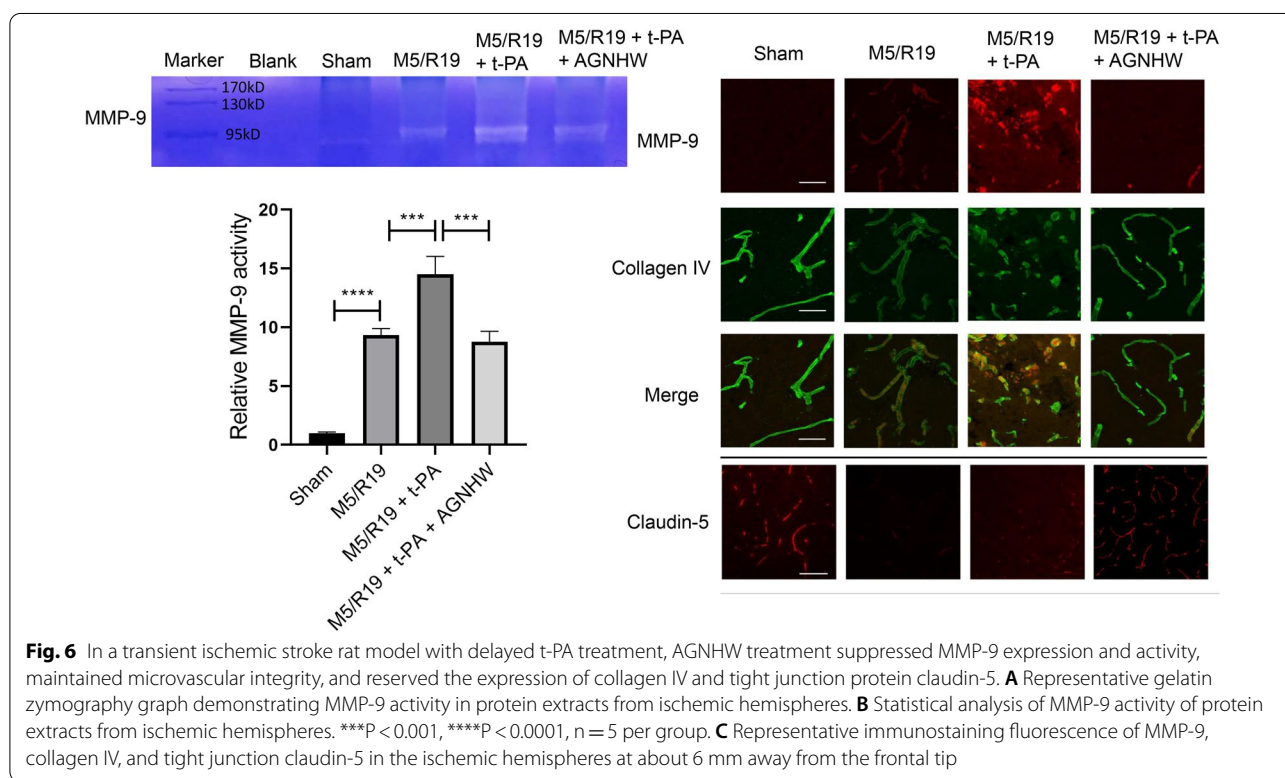 Marker Blank Sham M5/R19 M5/R19 + t-PA M5/R19 + t-PA + AGNHW
MMP-9
170kD
130kD
95kD
Relative MMP-9 activity
20
15
10
5
0
****
***
***
Sham
M5/R19
M5/R19 + t-PA
M5/R19 + t-PA + AGNHW
Sham M5/R19 M5/R19 + t-PA M5/R19 + t-PA + AGNHW
MMP-9
Collagen IV
Merge
Claudin-5
Fig. 6 In a transient ischemic stroke rat model with delayed t-PA treatment, AGNHW treatment suppressed MMP-9 expression and activity,
maintained microvascular integrity, and reserved the expression of collagen IV and tight junction protein claudin-5. A Representative gelatin
zymography graph demonstrating MMP-9 activity in protein extracts from ischemic hemispheres. B Statistical analysis of MMP-9 activity of protein
extracts from ischemic hemispheres. ***P < 0.001, ****P < 0.0001, n = 5 per group. C Representative immunostaining fluorescence of MMP-9,
collagen IV, and tight junction claudin-5 in the ischemic hemispheres at about 6 mm away from the frontal tip